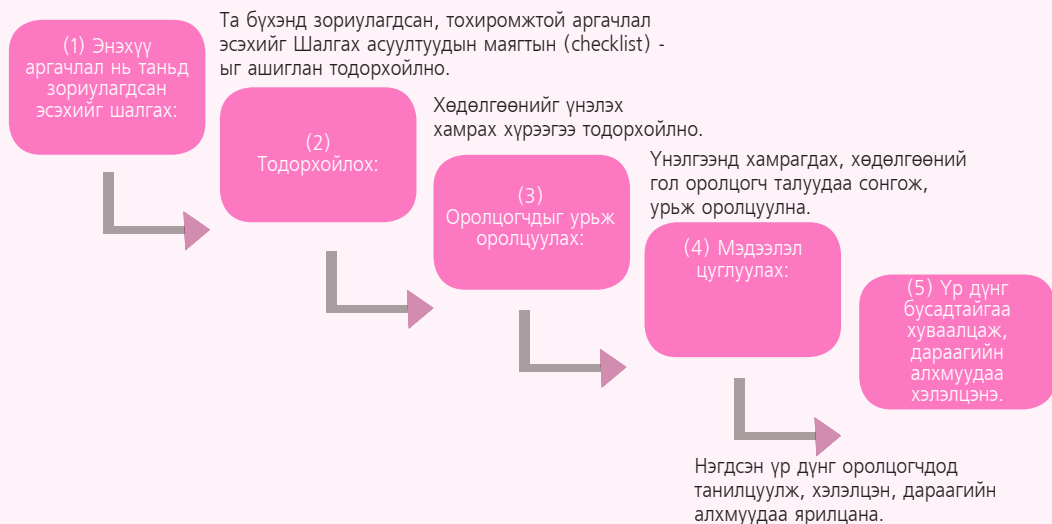 (1) Энэхүү
аргачлал нь таньд
зориулагдсан
эсэхийг шалгах:
Та бүхэнд зориулагдсан, тохиромжтой аргачлал
эсэхийг Шалгах асуултуудын маягтын (checklist) -
ыг ашиглан тодорхойлно.
(2)
Тодорхойлох:
Хөдөлгөөнийг үнэлэх
хамрах хүрээгээ тодорхойлно.
(3)
Оролцогчдыг урьж
оролцуулах:
Үнэлгээнд хамрагдах, хөдөлгөөний
гол оролцогч талуудаа сонгож,
урьж оролцуулна.
(4) Мэдээлэл
цуглуулах:
(5) Үр дүнг
бусадтайгаа
хуваалцаж,
дараагийн
алхмуудаа
хэлэлцэнэ.
Нэгдсэн үр дүнг оролцогчдод
танилцуулж, хэлэлцэн, дараагийн
алхмуудаа ярилцана.